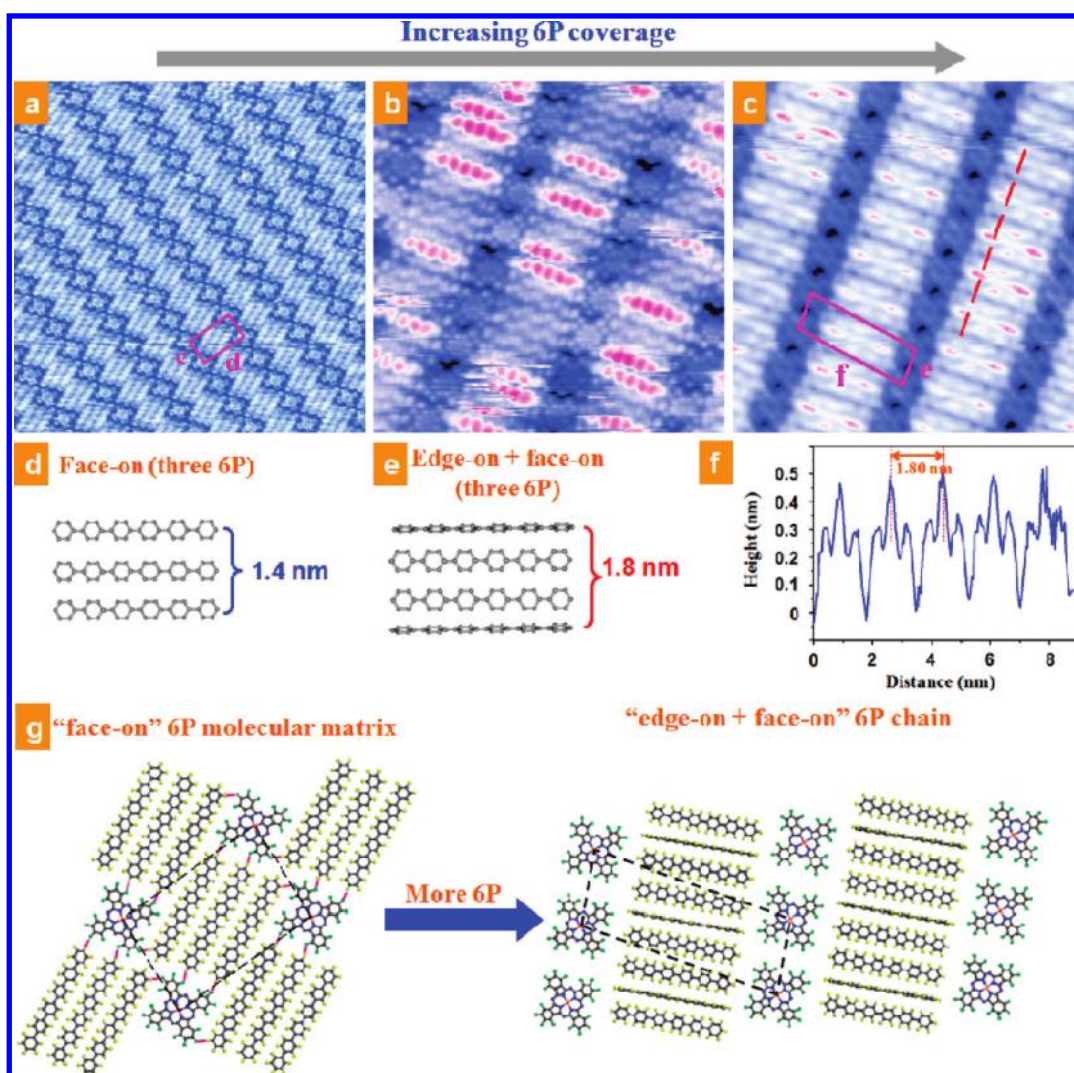 Increasing 6P coverage
a
b
c
c
d
f
e
d
Face-on (three 6P)
1.4 nm
e
Edge-on + face-on
(three 6P)
1.8 nm
f
1.80 nm
0.5
0.4
0.3
0.2
0.1
0
Height (nm)
0 2 4 6 8
Distance (nm)
g
“face-on” 6P molecular matrix
“edge-on + face-on” 6P chain
More 6P